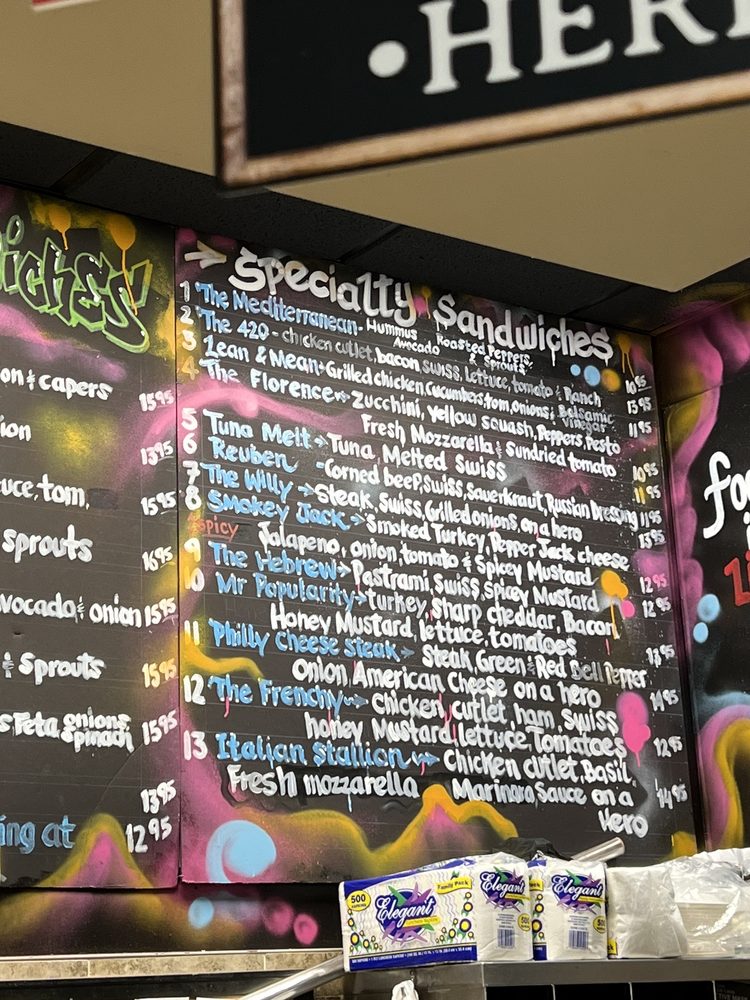 • HER
iches
on & capers
15 95
ion
13 95
uce, tom,
15 95
sprouts
16 95
vocado & onion 15 95
& Sprouts
15 95
s Feta onions
spinach 15 95
13 95
ing at 12 95
→ Specialty Sandwiches
1 The Mediterranean - Hummus Roasted Peppers,
Avocado & Sprouts 10 95
2 The 420 - chicken cutlet, bacon, swiss, Lettuce, tomato & Ranch 13 95
3 Lean & Mean → Grilled chicken, cucumbers, tom, onions & Balsamic
vinegar 11 95
4 The Florence → Zucchini, yellow squash, Peppers, Pesto
Fresh Mozzarella & Sundried tomato 10 95
5 Tuna Melt → Tuna Melted Swiss 11 95
6 Reuben - Corned beef, swiss, Sauerkraut, Russian Dressing 11 95
7 The Willy → Steak, Swiss, Grilled onions, on a hero 13 95
8 Smokey Jack → Smoked Turkey, Pepper Jack cheese
Spicy Jalapeno, onion, tomato & Spicy Mustard 12 95
9 The Hebrew → Pastrami, Swiss, Spicy Mustard 12 95
10 Mr Popularity → turkey, sharp cheddar, Bacon,
Honey Mustard, lettuce, tomatoes
11 Philly Cheese Steak → Steak, Green & Red Bell Pepper
Onion, American Cheese on a hero 14 95
12 The Frenchy → Chicken cutlet, ham, swiss
honey Mustard, lettuce, Tomatoes 12 95
13 Italian Stallion → Chicken cutlet, Basil,
Fresh mozzarella Marinara, Sauce on a 14 95
Hero
fo
500
NAPKINS
Elegant
Family Pack
Elegant
Elegant